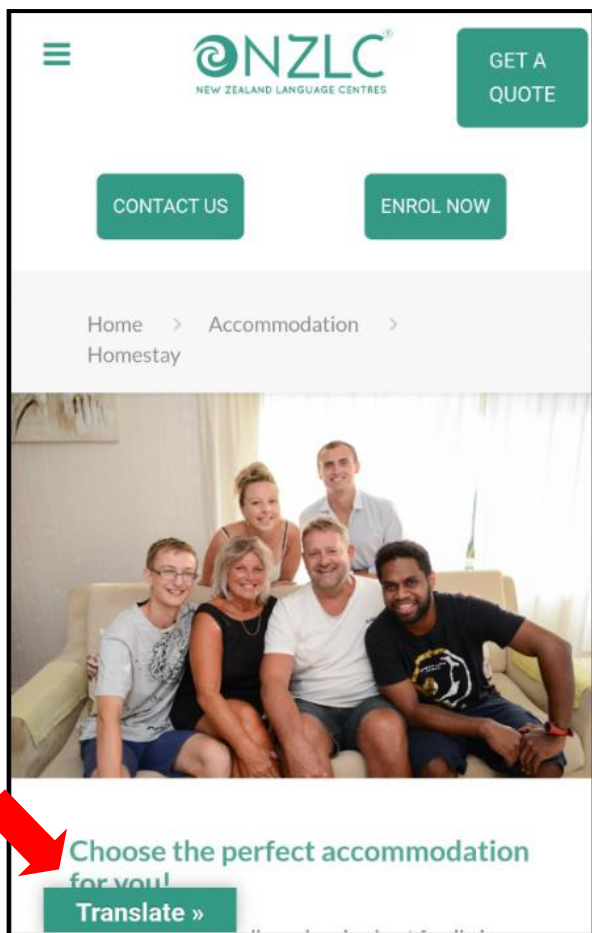 NZLC®
NEW ZEALAND LANGUAGE CENTRES
GET A
QUOTE
CONTACT US
ENROL NOW
Home > Accommodation >
Homestay
Choose the perfect accommodation
for you!
Translate »